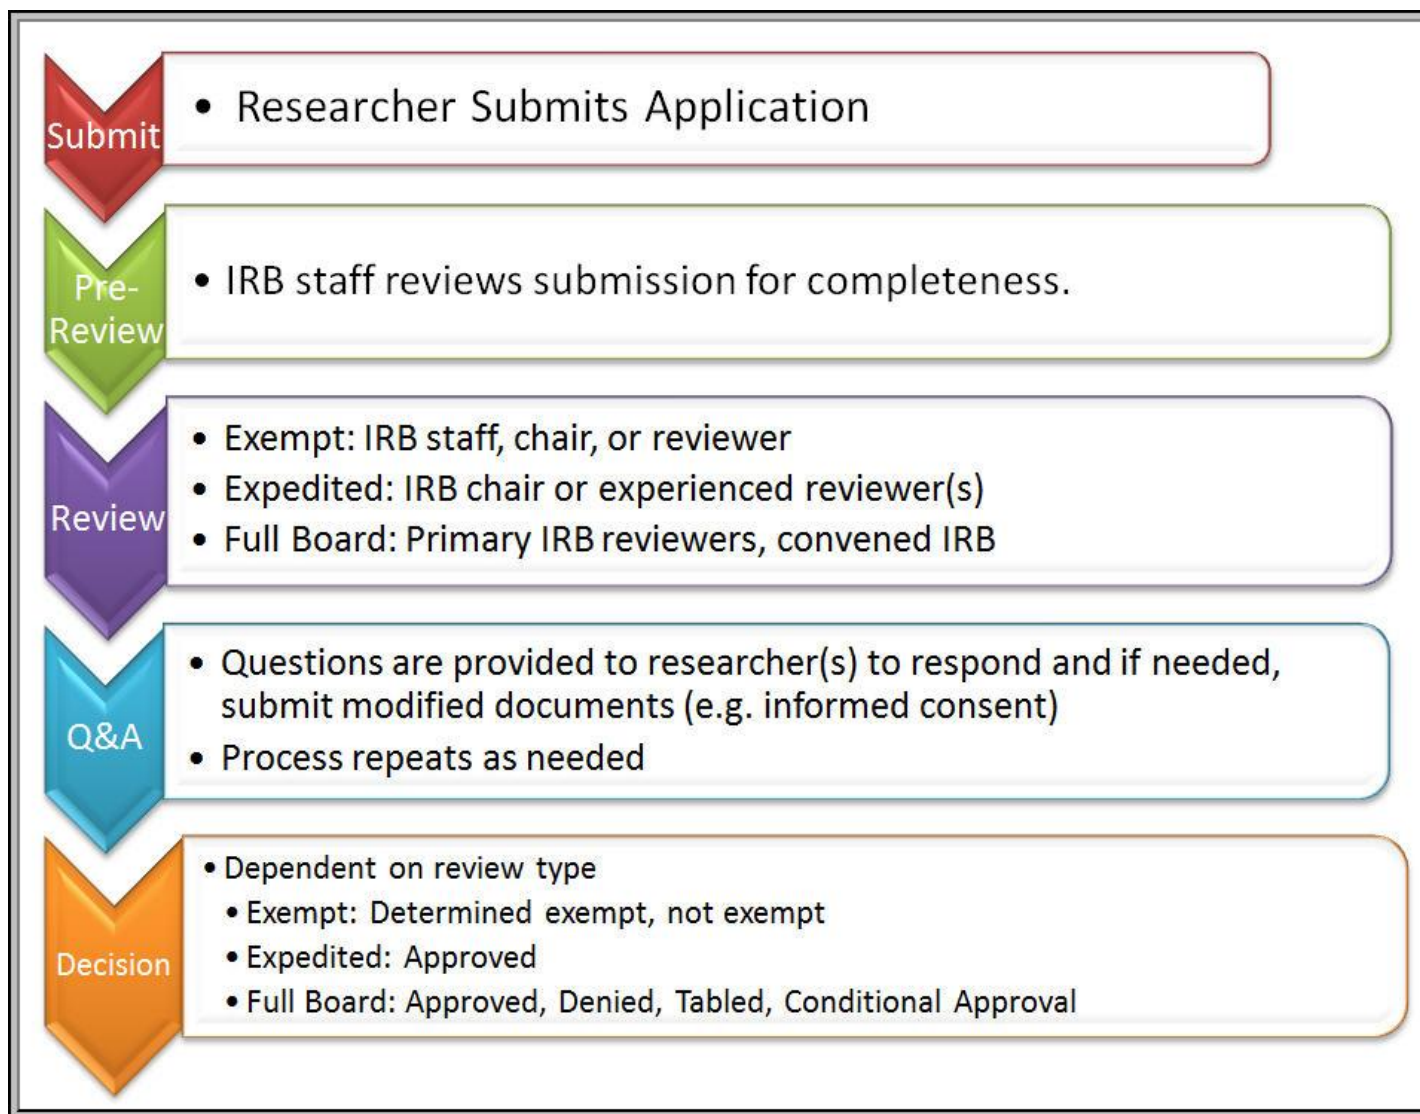 Submit
• Researcher Submits Application
Pre-
Review
• IRB staff reviews submission for completeness.
Review
• Exempt: IRB staff, chair, or reviewer
• Expedited: IRB chair or experienced reviewer(s)
• Full Board: Primary IRB reviewers, convened IRB
Q&A
• Questions are provided to researcher(s) to respond and if needed,
submit modified documents (e.g. informed consent)
• Process repeats as needed
Decision
• Dependent on review type
• Exempt: Determined exempt, not exempt
• Expedited: Approved
• Full Board: Approved, Denied, Tabled, Conditional Approval